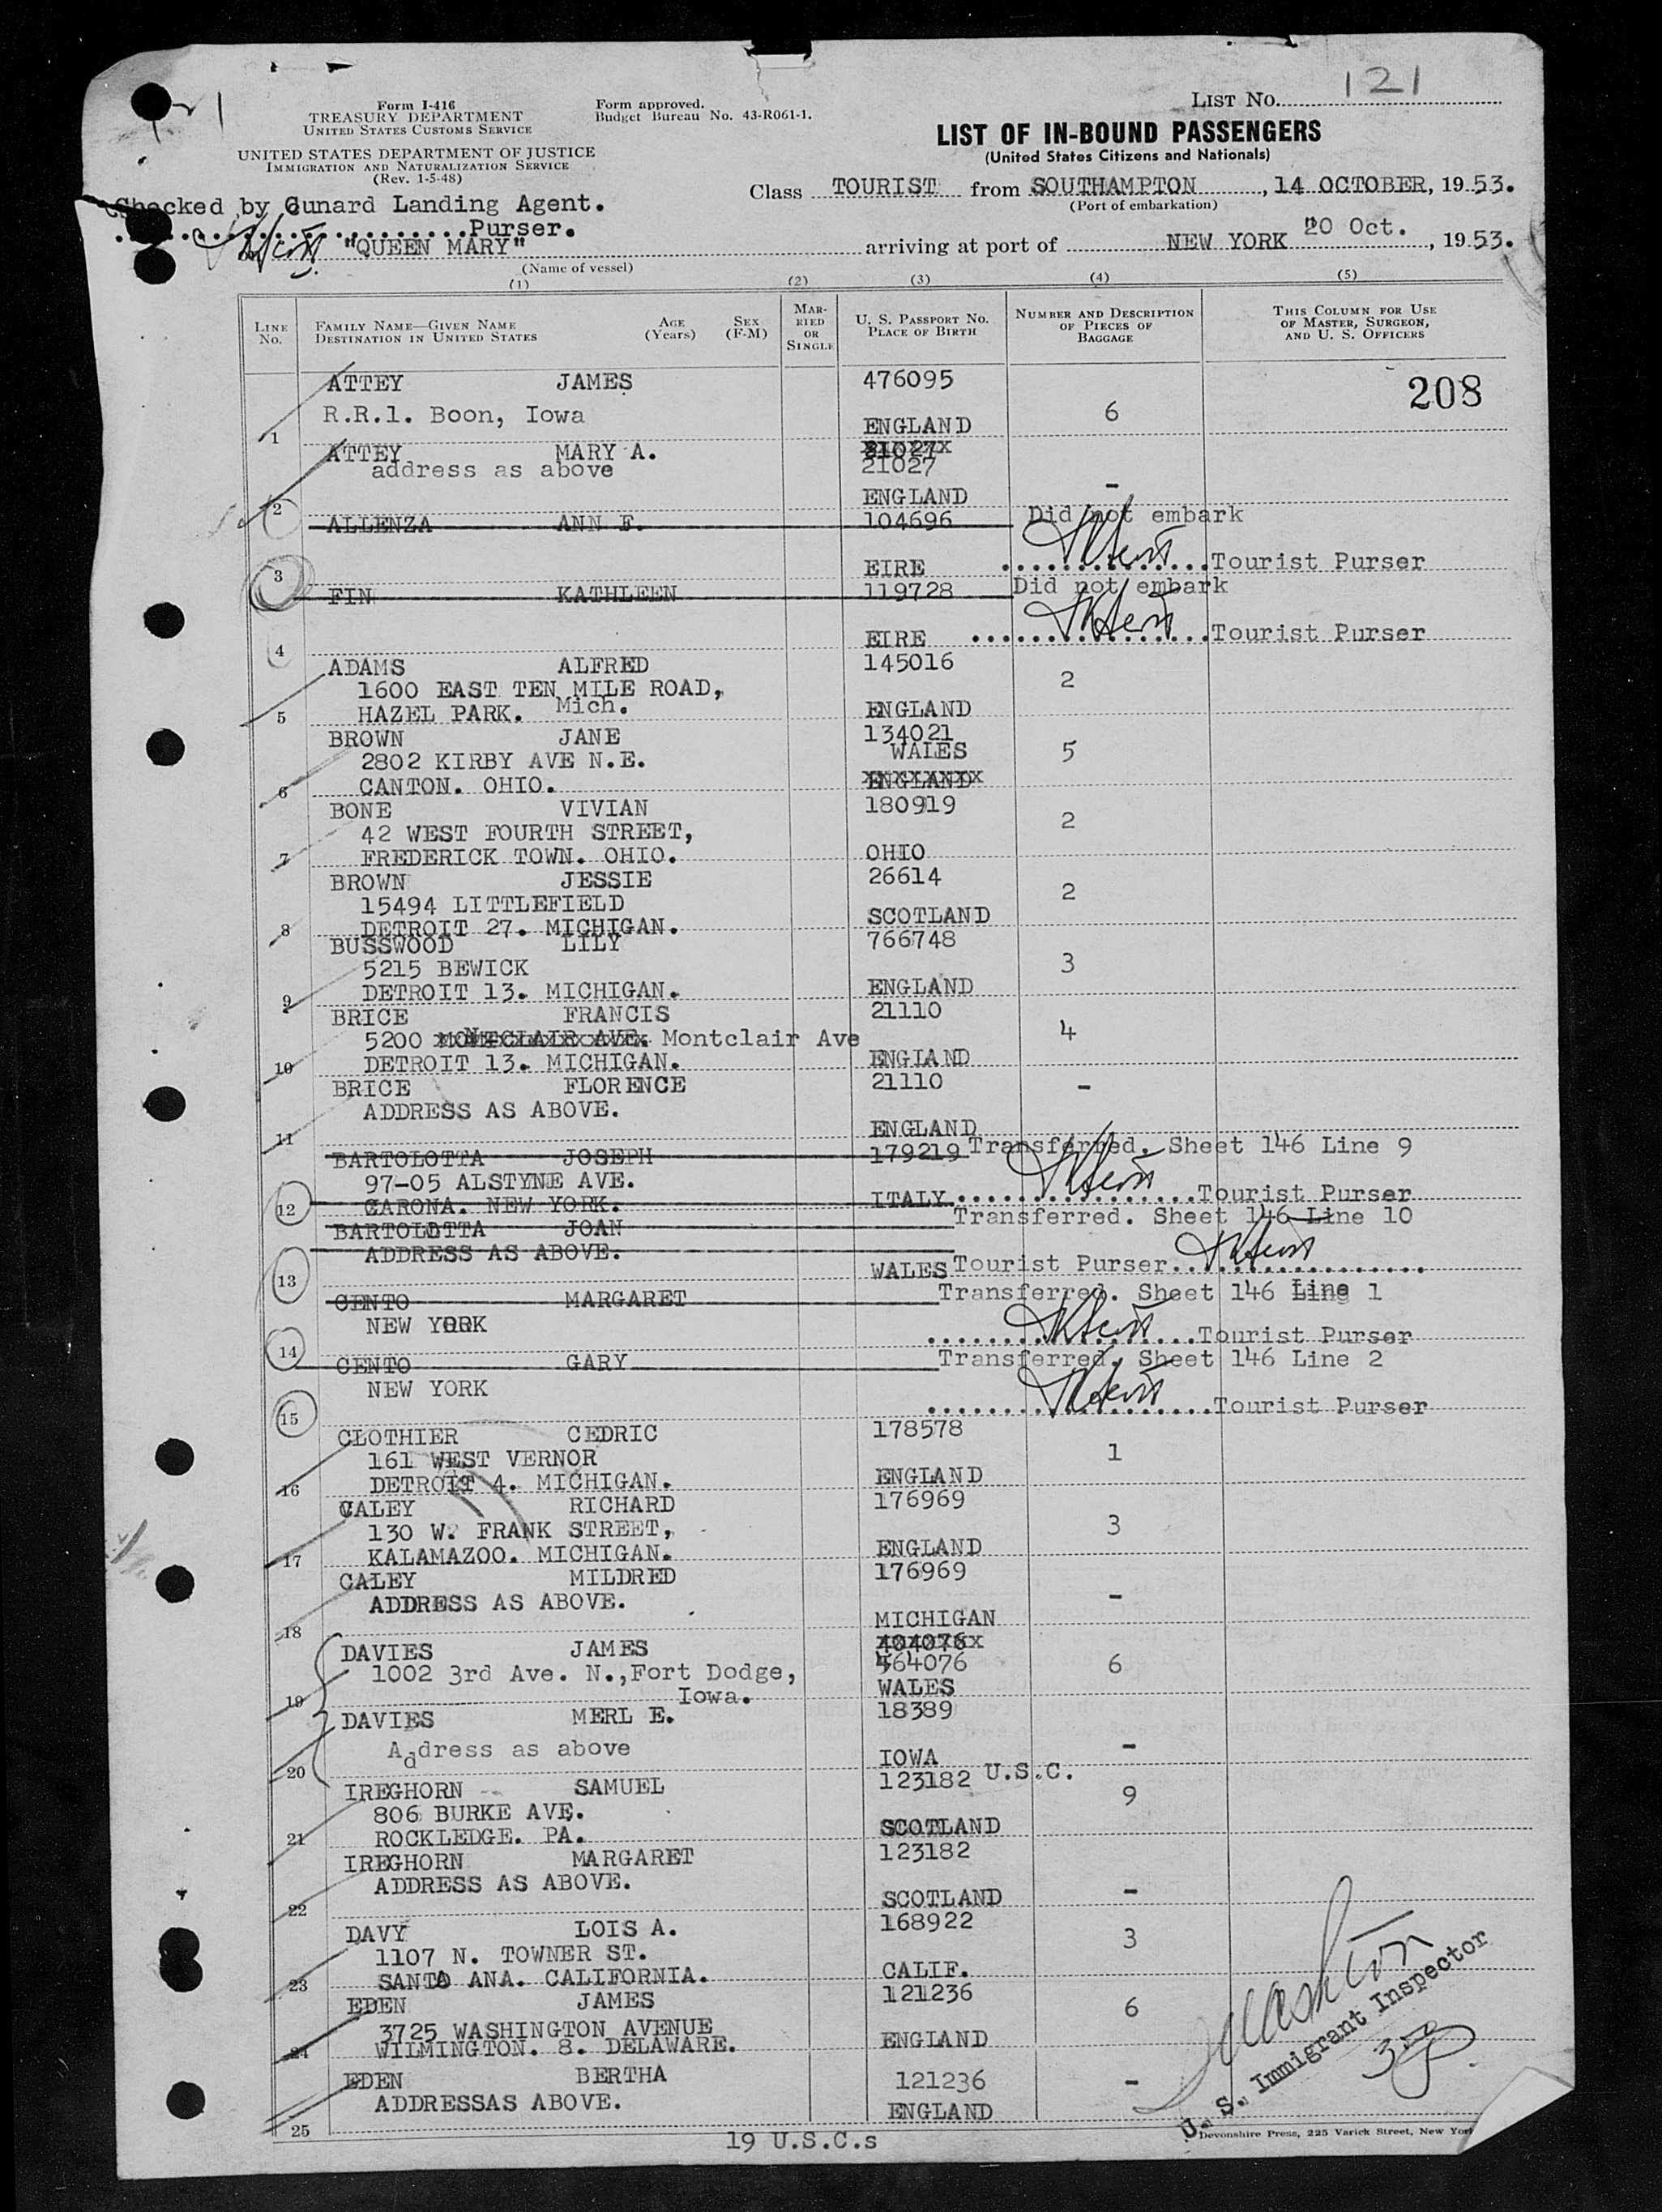 121
LIST No.
Form I-416
TREASURY DEPARTMENT
UNITED STATES CUSTOMS SERVICE
Form approved.
Budget Bureau No. 43-R061-1.
UNITED STATES DEPARTMENT OF JUSTICE
IMMIGRATION AND NATURALIZATION SERVICE
(Rev. 1-5-48)
LIST OF IN-BOUND PASSENGERS
(United States Citizens and Nationals)
Class TOURIST from SOUTHAMPTON, 14 OCTOBER, 1953.
(Port of embarkation)
Checked by Cunard Landing Agent.
Purser.
"QUEEN MARY"
(Name of vessel)
arriving at port of NEW YORK 20 Oct., 1953.
(1) (2) (3) (4) (5)
LINE No.
FAMILY NAME—GIVEN NAME
DESTINATION IN UNITED STATES
AGE (Years)
SEX (F-M)
MARRIED OR SINGLE
U. S. PASSPORT No.
PLACE OF BIRTH
NUMBER AND DESCRIPTION OF PIECES OF BAGGAGE
THIS COLUMN FOR USE OF MASTER, SURGEON, AND U. S. OFFICERS
208
ATTEY JAMES 476095
R.R.1. Boon, Iowa 6
1 ENGLAND
ATTEY MARY A. 21027
address as above 21027
2 ENGLAND -
ALLENZA ANN F. 104696 Did not embark
3 EIRE Tourist Purser
FIN KATHLEEN 119728 Did not embark
4 EIRE Tourist Purser
ADAMS ALFRED 145016
1600 EAST TEN MILE ROAD, 2
5 HAZEL PARK. Mich. ENGLAND
BROWN JANE 134021
2802 KIRBY AVE N.E. WALES 5
6 CANTON. OHIO. ENGLAND
BONE VIVIAN 180919
42 WEST FOURTH STREET, 2
7 FREDERICK TOWN. OHIO. OHIO
BROWN JESSIE 26614
15494 LITTLEFIELD 2
8 DETROIT 27. MICHIGAN. SCOTLAND
BUSSWOOD LILY 766748
5215 BEWICK 3
9 DETROIT 13. MICHIGAN. ENGLAND
BRICE FRANCIS 21110
5200 MONTCLAIR AVE. Montclair Ave 4
10 DETROIT 13. MICHIGAN. ENGLAND
BRICE FLORENCE 21110 -
ADDRESS AS ABOVE.
11 ENGLAND
BARTOLOTTA JOSEPH 179219 Transferred. Sheet 146 Line 9
97-05 ALSTYNE AVE.
12 CARONA. NEW YORK. ITALY Tourist Purser
BARTOLOTTA JOAN Transferred. Sheet 146 Line 10
ADDRESS AS ABOVE.
13 WALES Tourist Purser
CENTO MARGARET Transferred. Sheet 146 Line 1
NEW YORK
14 Tourist Purser
CENTO GARY Transferred. Sheet 146 Line 2
NEW YORK
15 Tourist Purser
CLOTHIER CEDRIC 178578
161 WEST VERNOR 1
16 DETROIT 4. MICHIGAN. ENGLAND
CALEY RICHARD 176969
130 W. FRANK STREET, 3
17 KALAMAZOO. MICHIGAN. ENGLAND
CALEY MILDRED 176969
ADDRESS AS ABOVE. -
18 MICHIGAN
DAVIES JAMES 404076
1002 3rd Ave. N.,Fort Dodge, 464076 6
19 Iowa. WALES
DAVIES MERL E. 18389
Address as above -
20 IOWA
IREGHORN SAMUEL 123182 U.S.C.
806 BURKE AVE. 9
21 ROCKLEDGE. PA. SCOTLAND
IREGHORN MARGARET 123182
ADDRESS AS ABOVE. -
22 SCOTLAND
DAVY LOIS A. 168922
1107 N. TOWNER ST. 3
23 SANTA ANA. CALIFORNIA. CALIF.
EDEN JAMES 121236
3725 WASHINGTON AVENUE 6
24 WILMINGTON. 8. DELAWARE. ENGLAND
EDEN BERTHA 121236 -
ADDRESSAS ABOVE.
25 ENGLAND
U. S. Immigrant Inspector
Devonshire Press, 225 Varick Street, New York
19 U.S.C.s